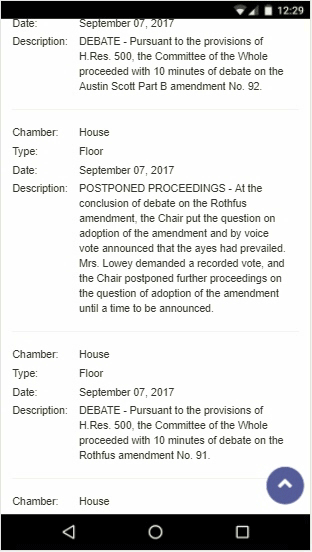 12:29
Date: September 07, 2017
Description: DEBATE - Pursuant to the provisions of
H.Res. 500, the Committee of the Whole
proceeded with 10 minutes of debate on the
Austin Scott Part B amendment No. 92.
Chamber: House
Type: Floor
Date: September 07, 2017
Description: POSTPONED PROCEEDINGS - At the
conclusion of debate on the Rothfus
amendment, the Chair put the question on
adoption of the amendment and by voice
vote announced that the ayes had prevailed.
Mrs. Lowey demanded a recorded vote, and
the Chair postponed further proceedings on
the question of adoption of the amendment
until a time to be announced.
Chamber: House
Type: Floor
Date: September 07, 2017
Description: DEBATE - Pursuant to the provisions of
H.Res. 500, the Committee of the Whole
proceeded with 10 minutes of debate on the
Rothfus amendment No. 91.
Chamber: House